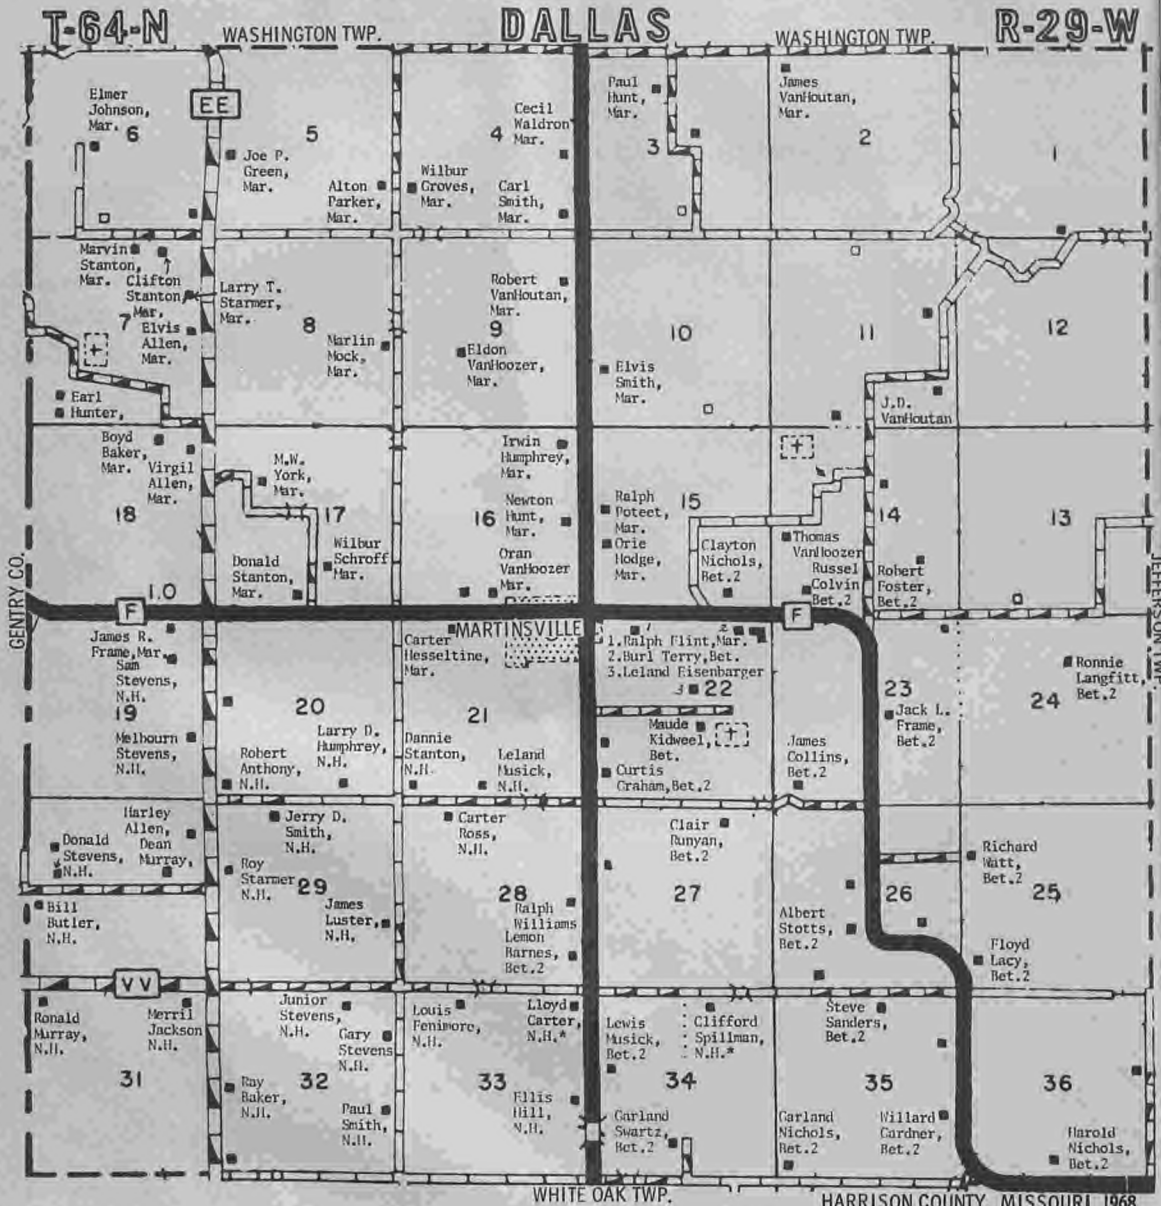 T-64-N
DALLAS
R-29-W
WASHINGTON TWP.
WASHINGTON TWP.
Elmer
Johnson,
Mar.
6
EE
5
Joe P.
Green,
Mar.
Alton
Parker,
Mar.
4
Cecil
Waldron
Mar.
Wilbur
Groves,
Mar.
Carl
Smith,
Mar.
Paul
Hunt,
Mar.
3
James
VanHoutan,
Mar.
2
1
Marvin
Stanton,
Mar.
Clifton
Stanton
Mar.
7
Elvis
Allen,
Mar.
Earl
Hunter,
Larry T.
Starmer,
Mar.
8
Marlin
Mock,
Mar.
Robert
VanHoutan,
Mar.
9
Eldon
VanHoozer,
Mar.
10
Elvis
Smith,
Mar.
11
J.D.
VanHoutan
12
Boyd
Baker,
Mar.
Virgil
Allen,
Mar.
18
M.W.
York,
Mar.
17
Wilbur
Schroff
Mar.
Donald
Stanton,
Mar.
Irwin
Humphrey,
Mar.
Newton
Hunt,
Mar.
16
Oran
VanHoozer
Mar.
Ralph
Poteet,
Mar.
Orie
Hodge,
Mar.
15
Clayton
Nichols,
Bet.2
Thomas
VanHoozer
Russel
Colvin
Bet.2
14
Robert
Foster,
Bet.2
13
GENTRY CO.
JEFFERSON TWP.
F
1.0
F
MARTINSVILLE
James R.
Frame,Mar.
Sam
Stevens,
N.H.
19
Melbourn
Stevens,
N.H.
20
Robert
Anthony,
N.H.
Larry D.
Humphrey,
N.H.
Carter
Hesseltine,
Mar.
21
Dannie
Stanton,
N.H.
Leland
Musick,
N.H.
1
2
1.Ralph Flint,Mar.
2.Burl Terry,Bet.
3.Leland Eisenbarger
3
22
Maude
Kidweel,
Bet.
Curtis
Graham,Bet.2
James
Collins,
Bet.2
23
Jack L.
Frame,
Bet.2
24
Ronnie
Langfitt,
Bet.2
Harley
Allen,
Dean
Murray,
Donald
Stevens,
N.H.
Bill
Butler,
N.H.
Jerry D.
Smith,
N.H.
Roy
Starmer
N.H.
29
James
Luster,
N.H.
Carter
Ross,
N.H.
28
Ralph
Williams
Lemon
Barnes,
Bet.2
Clair
Runyan,
Bet.2
27
26
Albert
Stotts,
Bet.2
Richard
Watt,
Bet.2
25
Floyd
Lacy,
Bet.2
VV
Ronald
Murray,
N.H.
Merril
Jackson
N.H.
31
Junior
Stevens,
N.H.
Gary
Stevens
N.H.
32
Ray
Baker,
N.H.
Paul
Smith,
N.H.
Louis
Fenimore,
N.H.
Lloyd
Carter,
N.H.*
33
Ellis
Hill,
N.H.
Lewis
Musick,
Bet.2
Clifford
Spillman,
N.H.*
34
Garland
Swartz,
Bet.2
Steve
Sanders,
Bet.2
35
Garland
Nichols,
Bet.2
Willard
Gardner,
Bet.2
36
Harold
Nichols,
Bet.2
WHITE OAK TWP.
HARRISON COUNTY, MISSOURI 1968